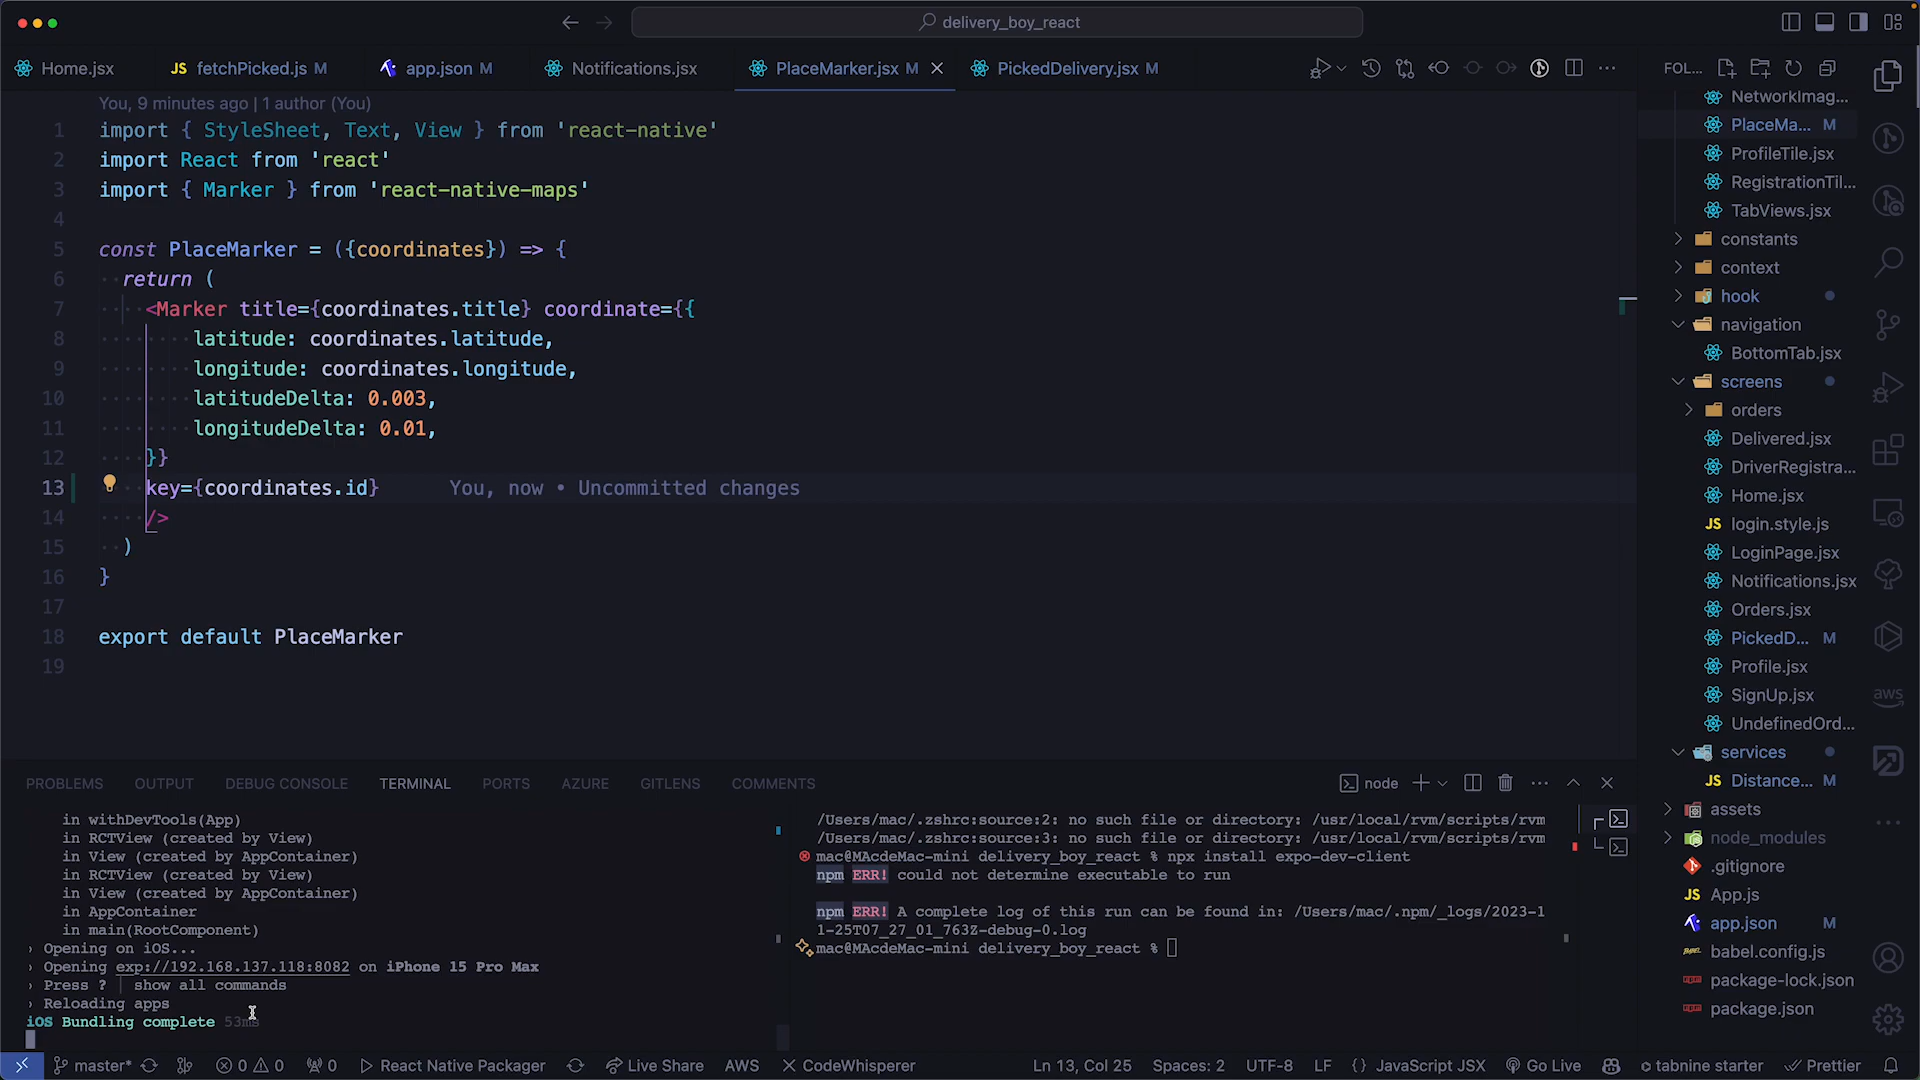 delivery_boy_react
Home.jsx
JS fetchPicked.js M
app.json M
Notifications.jsx
PlaceMarker.jsx M
PickedDelivery.jsx M
You, 9 minutes ago | 1 author (You)
1 import { StyleSheet, Text, View } from 'react-native'
2 import React from 'react'
3 import { Marker } from 'react-native-maps'
4
5 const PlaceMarker = ({coordinates}) => {
6 return (
7 <Marker title={coordinates.title} coordinate={{
8 latitude: coordinates.latitude,
9 longitude: coordinates.longitude,
10 latitudeDelta: 0.003,
11 longitudeDelta: 0.01,
12 }}
13 key={coordinates.id} You, now • Uncommitted changes
14 />
15 )
16 }
17
18 export default PlaceMarker
19
FOL...
NetworkImag...
PlaceMa... M
ProfileTile.jsx
RegistrationTil...
TabViews.jsx
constants
context
hook
navigation
BottomTab.jsx
screens
orders
Delivered.jsx
DriverRegistra...
Home.jsx
JS login.style.js
LoginPage.jsx
Notifications.jsx
Orders.jsx
PickedD... M
Profile.jsx
SignUp.jsx
UndefinedOrd...
services
JS Distance... M
assets
node_modules
.gitignore
JS App.js
app.json M
babel.config.js
package-lock.json
package.json
aws
PROBLEMS OUTPUT DEBUG CONSOLE TERMINAL PORTS AZURE GITLENS COMMENTS
node
in withDevTools(App)
in RCTView (created by View)
in View (created by AppContainer)
in RCTView (created by View)
in View (created by AppContainer)
in AppContainer
in main(RootComponent)
› Opening on iOS...
› Opening exp://192.168.137.118:8082 on iPhone 15 Pro Max
› Press ? │ show all commands
› Reloading apps
iOS Bundling complete 53ms
/Users/mac/.zshrc:source:2: no such file or directory: /usr/local/rvm/scripts/rvm
/Users/mac/.zshrc:source:3: no such file or directory: /usr/local/rvm/scripts/rvm
mac@MAcdeMac-mini delivery_boy_react % npx install expo-dev-client
npm ERR! could not determine executable to run
npm ERR! A complete log of this run can be found in: /Users/mac/.npm/_logs/2023-1
1-25T07_27_01_763Z-debug-0.log
mac@MAcdeMac-mini delivery_boy_react %
master* 0 0 0 React Native Packager Live Share AWS CodeWhisperer Ln 13, Col 25 Spaces: 2 UTF-8 LF {} JavaScript JSX Go Live tabnine starter Prettier